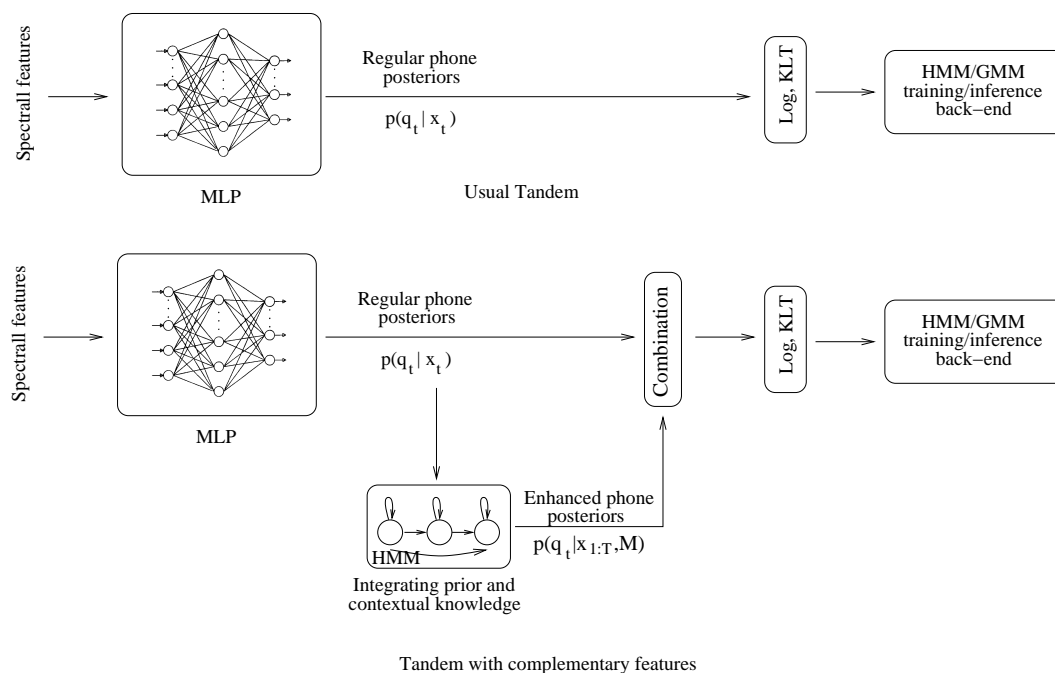 Spectrall features
MLP
Regular phone
posteriors
p(q_t | x_t)
Usual Tandem
Log, KLT
HMM/GMM
training/inference
back−end
Spectrall features
MLP
Regular phone
posteriors
p(q_t | x_t)
HMM
Integrating prior and
contextual knowledge
Enhanced phone
posteriors
p(q_t|x_{1:T},M)
Combination
Log, KLT
HMM/GMM
training/inference
back−end
Tandem with complementary features